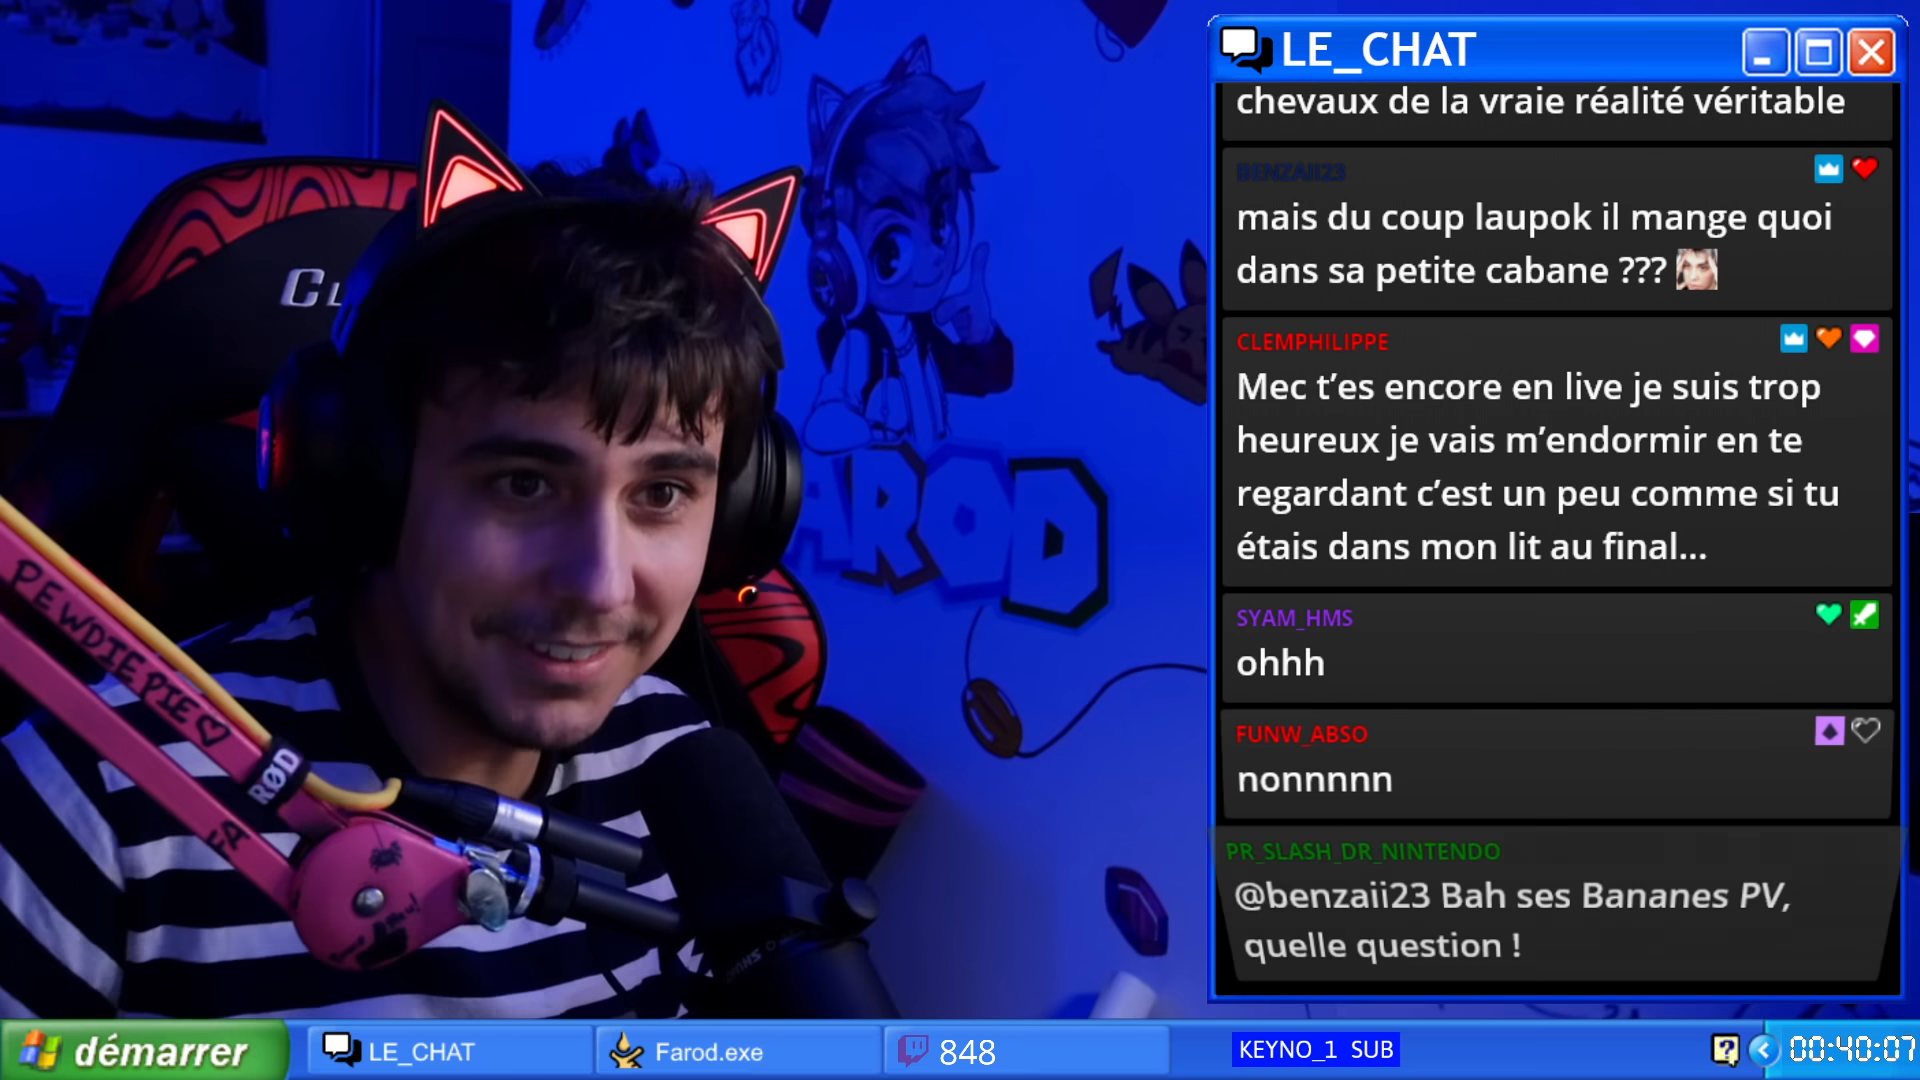 LE_CHAT
chevaux de la vraie réalité véritable
BENZAII23
mais du coup laupok il mange quoi
dans sa petite cabane ???
CLEMPHILIPPE
Mec t’es encore en live je suis trop
heureux je vais m’endormir en te
regardant c’est un peu comme si tu
étais dans mon lit au final...
SYAM_HMS
ohhh
FUNW_ABSO
nonnnnn
PR_SLASH_DR_NINTENDO
@benzaii23 Bah ses Bananes PV,
quelle question !
CL
AROD
PEWDIEPIE
RØD
démarrer
LE_CHAT
Farod.exe
848
KEYNO_1 SUB
00:40:07